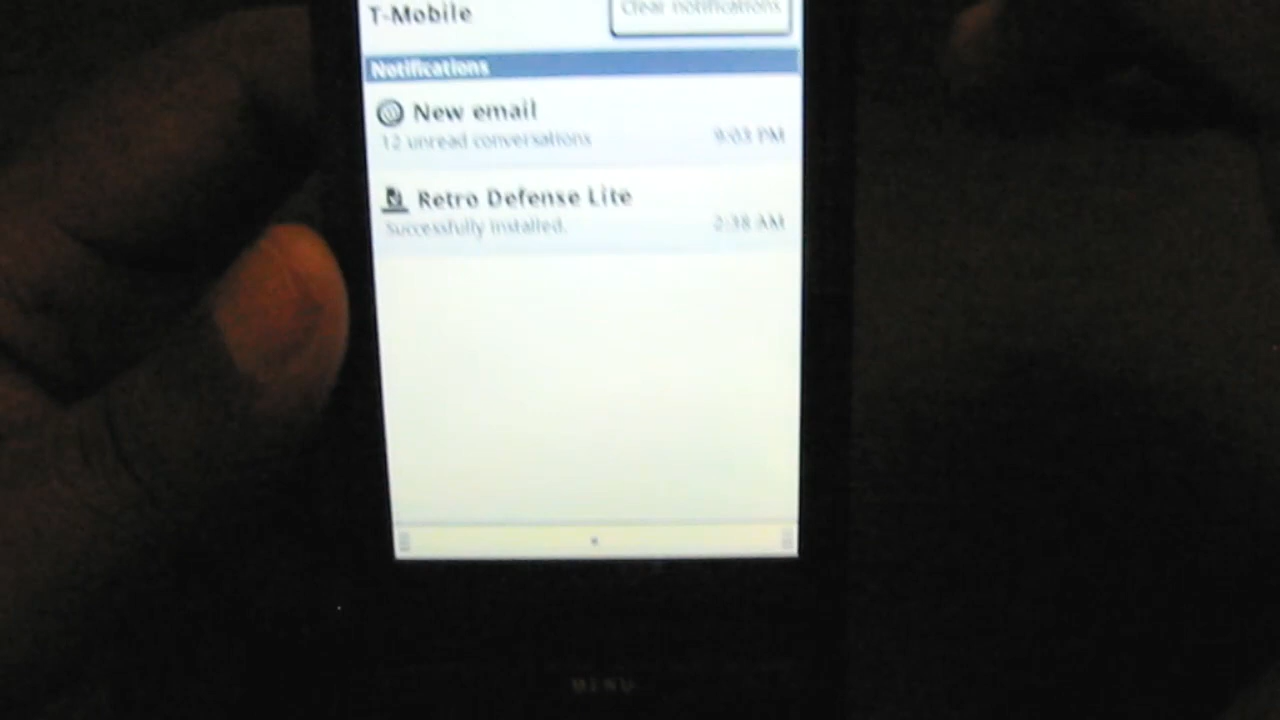 T-Mobile
Clear notifications
Notifications
New email
12 unread conversations 9:03 PM
Retro Defense Lite
Successfully installed. 2:38 AM
MENU